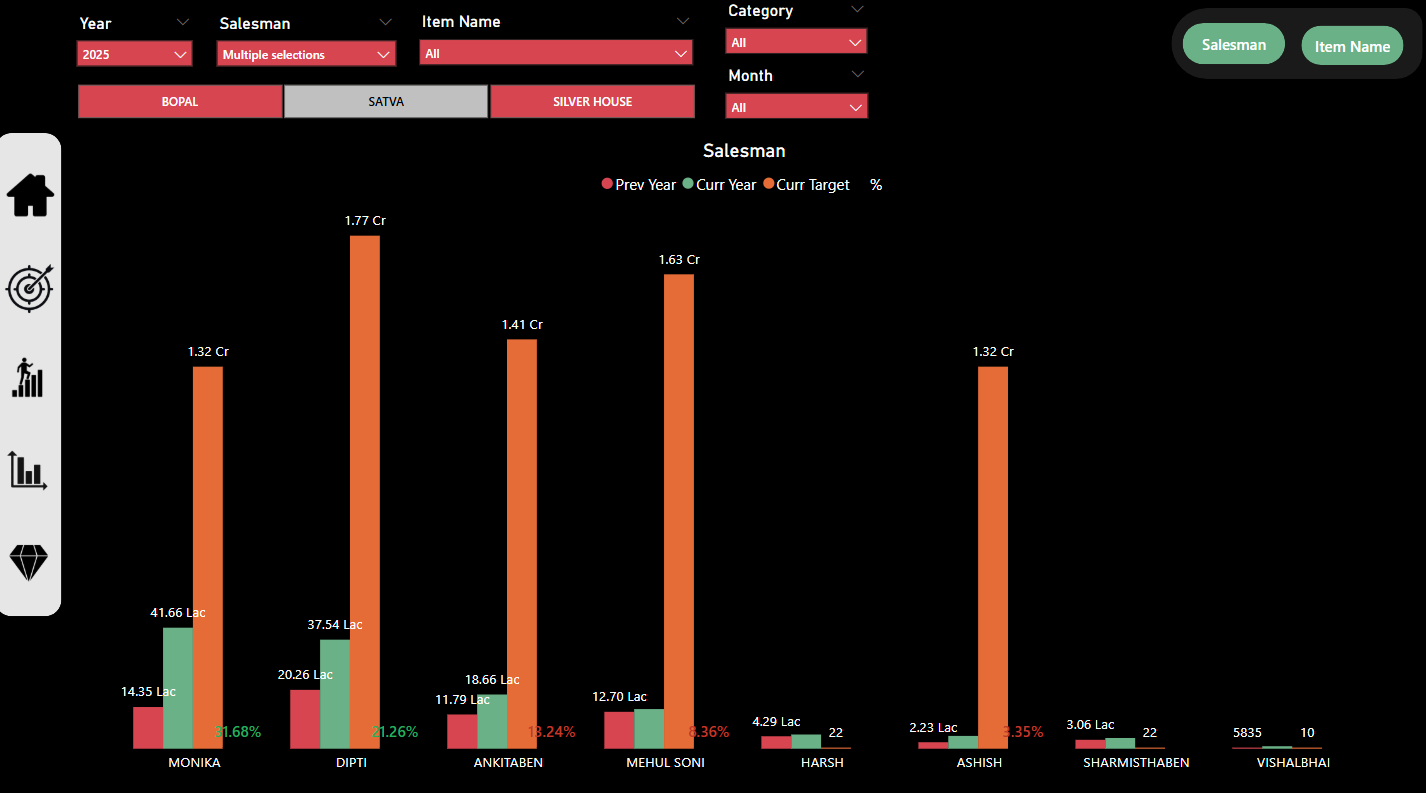 Year
Salesman
Item Name
Category
2025
Multiple selections
All
All
Month
All
BOPAL
SATVA
SILVER HOUSE
Salesman
Item Name
Salesman
Prev Year
Curr Year
Curr Target
%
1.32 Cr
1.77 Cr
1.41 Cr
1.63 Cr
1.32 Cr
41.66 Lac
37.54 Lac
18.66 Lac
14.35 Lac
20.26 Lac
11.79 Lac
12.70 Lac
4.29 Lac
22
2.23 Lac
3.06 Lac
22
5835
10
31.68%
21.26%
13.24%
8.36%
3.35%
MONIKA
DIPTI
ANKITABEN
MEHUL SONI
HARSH
ASHISH
SHARMISTHABEN
VISHALBHAI